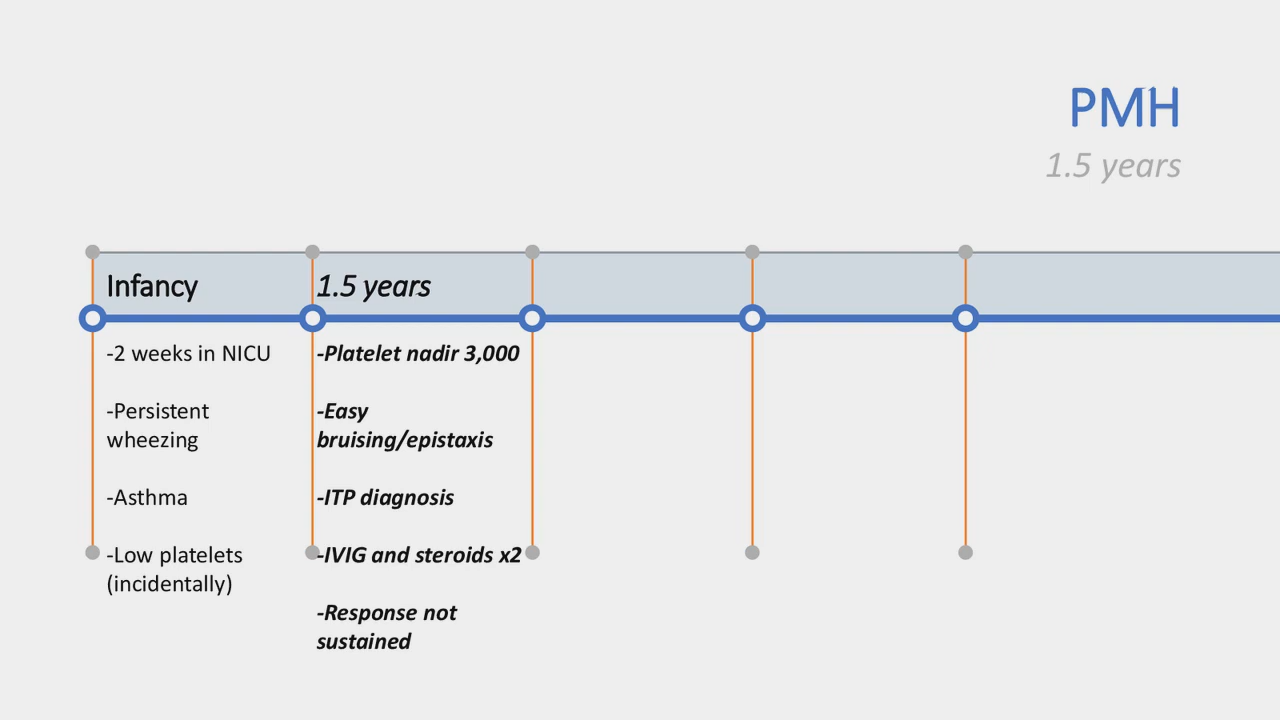 PMH
1.5 years
Infancy
-2 weeks in NICU
-Persistent
wheezing
-Asthma
-Low platelets
(incidentally)
1.5 years
-Platelet nadir 3,000
-Easy
bruising/epistaxis
-ITP diagnosis
-IVIG and steroids x2
-Response not
sustained